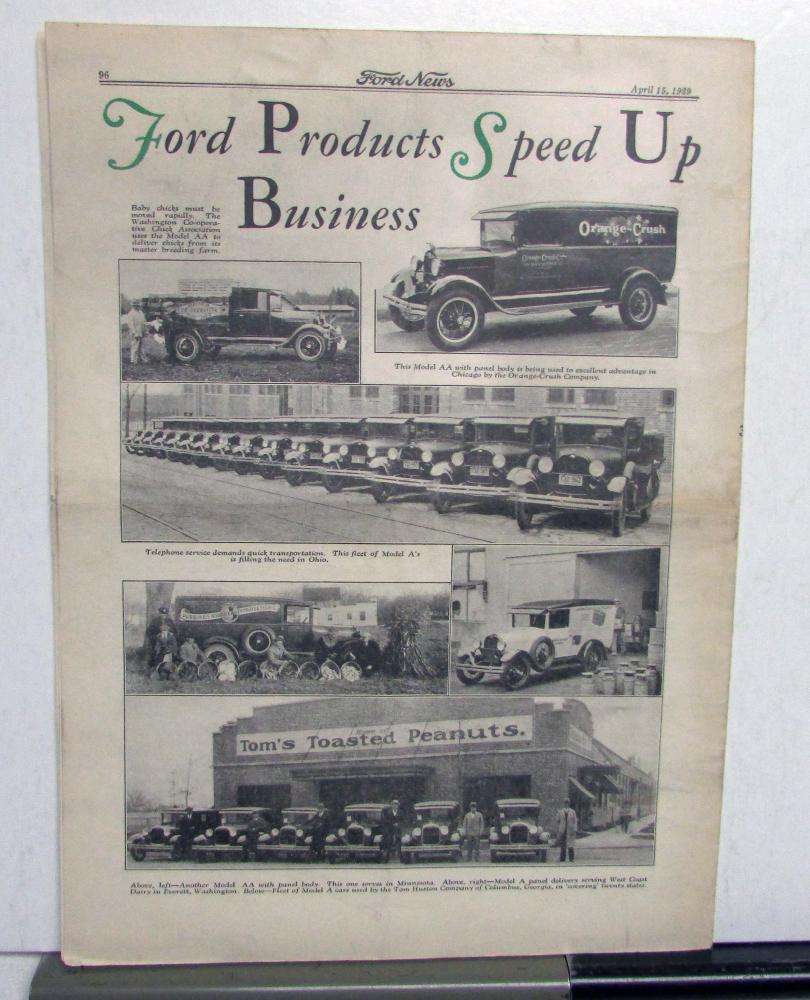 96
Ford News
April 15, 1929
Ford Products Speed Up
Business
Baby chicks must be
moved rapidly. The
Washington Co-opera-
tive Chick Association
uses the Model AA to
deliver chicks from its
matter breeding farm.
Orange-Crush
Orange-Crush Co.
This Model AA with panel body is being used to excellent advantage in
Chicago by the Orange-Crush Company.
Telephone service demands quick transportation. This fleet of Model A's
is filling the need in Ohio.
Tom's Toasted Peanuts.
Above, left—Another Model AA with panel body. This one serves in Minnesota. Above, right—Model A panel delivery serving West Coast
Dairy in Everett, Washington. Below—Fleet of Model A cars used by the Tom Huston Company of Columbus, Georgia, in "covering" twenty states.